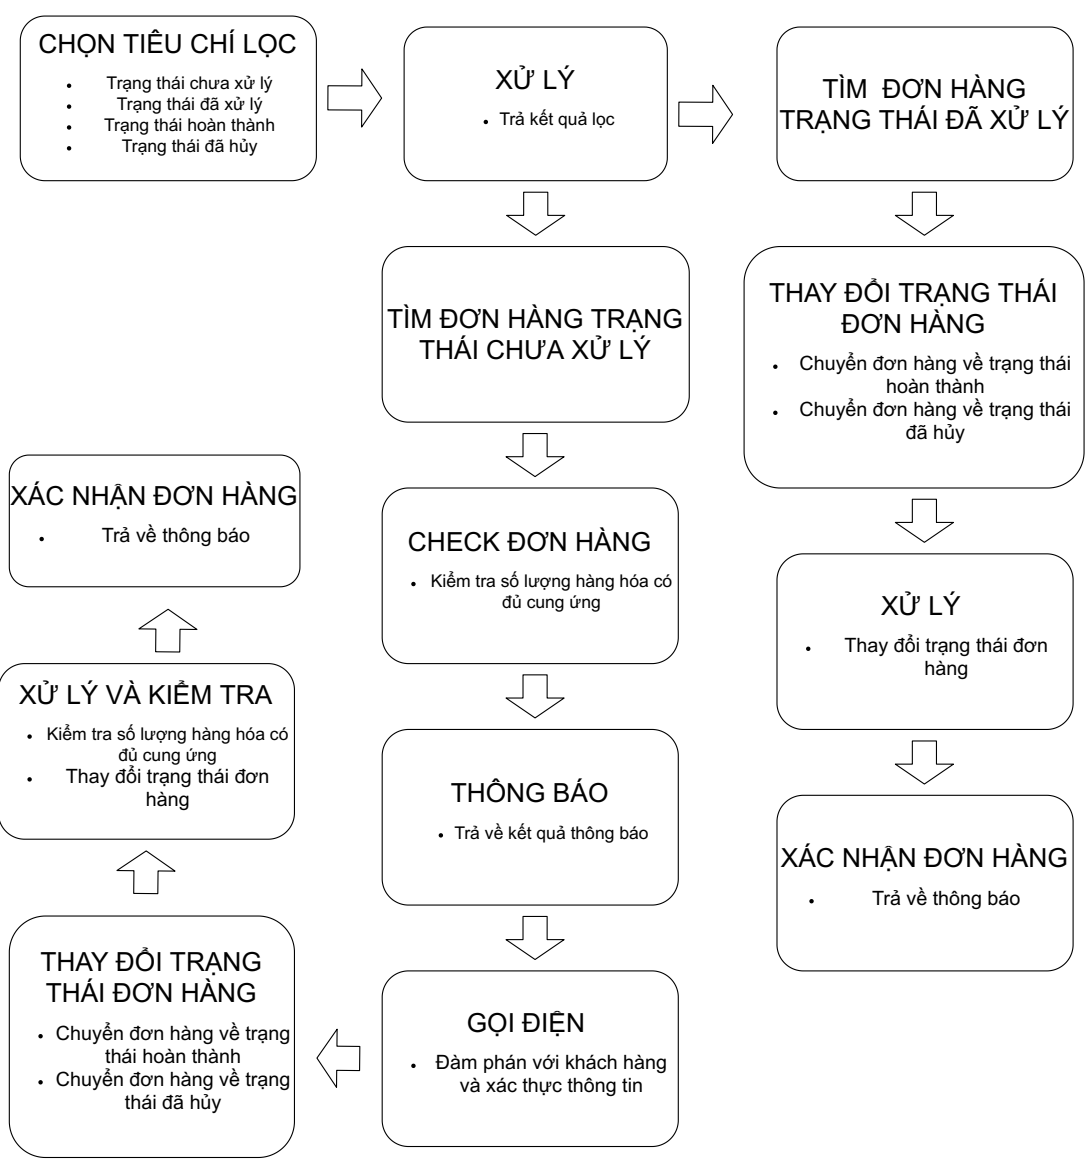 CHỌN TIÊU CHÍ LỌC
• Trạng thái chưa xử lý
• Trạng thái đã xử lý
• Trạng thái hoàn thành
• Trạng thái đã hủy
XỬ LÝ
• Trả kết quả lọc
TÌM ĐƠN HÀNG
TRẠNG THÁI ĐÃ XỬ LÝ
TÌM ĐƠN HÀNG TRẠNG
THÁI CHƯA XỬ LÝ
THAY ĐỔI TRẠNG THÁI
ĐƠN HÀNG
• Chuyển đơn hàng về trạng thái
hoàn thành
• Chuyển đơn hàng về trạng thái
đã hủy
CHECK ĐƠN HÀNG
• Kiểm tra số lượng hàng hóa có
đủ cung ứng
XỬ LÝ
• Thay đổi trạng thái đơn
hàng
THÔNG BÁO
• Trả về kết quả thông báo
XÁC NHẬN ĐƠN HÀNG
• Trả về thông báo
GỌI ĐIỆN
• Đàm phán với khách hàng
và xác thực thông tin
THAY ĐỔI TRẠNG
THÁI ĐƠN HÀNG
• Chuyển đơn hàng về trạng
thái hoàn thành
• Chuyển đơn hàng về trạng
thái đã hủy
XỬ LÝ VÀ KIỂM TRA
• Kiểm tra số lượng hàng hóa có
đủ cung ứng
• Thay đổi trạng thái đơn
hàng
XÁC NHẬN ĐƠN HÀNG
• Trả về thông báo